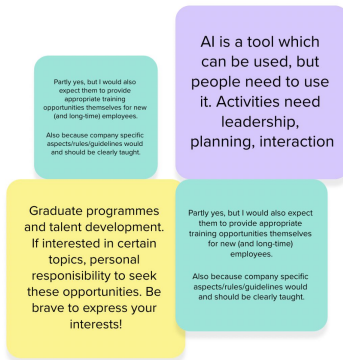 Partly yes, but I would also
expect them to provide
appropriate training
opportunities themselves for new
(and long-time) employees.
Also because company specific
aspects/rules/guidelines would
and should be clearly taught.
AI is a tool which
can be used, but
people need to use
it. Activities need
leadership,
planning, interaction
Graduate programmes
and talent development.
If interested in certain
topics, personal
responisibility to seek
these opportunities. Be
brave to express your
interests!
Partly yes, but I would also expect
them to provide appropriate
training opportunities themselves
for new (and long-time)
employees.
Also because company specific
aspects/rules/guidelines would
and should be clearly taught.